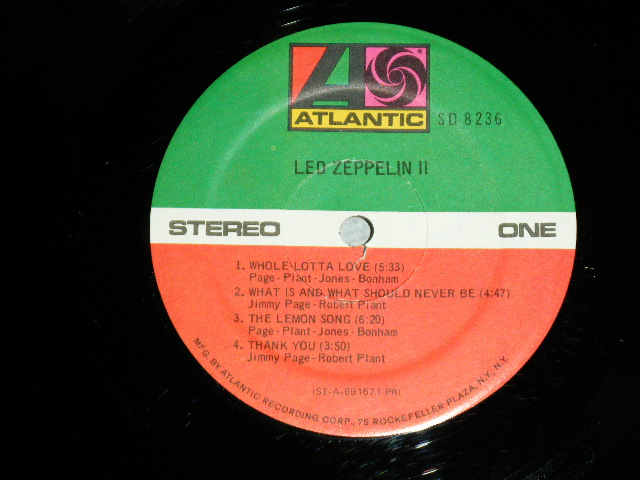 ATLANTIC
SD 8236
LED ZEPPELIN II
STEREO
ONE
1. WHOLE LOTTA LOVE (5:33)
Page-Plant-Jones-Bonham
2. WHAT IS AND WHAT SHOULD NEVER BE (4:47)
Jimmy Page-Robert Plant
3. THE LEMON SONG (6:20)
Page-Plant-Jones-Bonham
4. THANK YOU (3:50)
Jimmy Page-Robert Plant
(ST-A-691671 PR)
MFG. BY ATLANTIC RECORDING CORP., 75 ROCKEFELLER PLAZA, N.Y., N.Y.